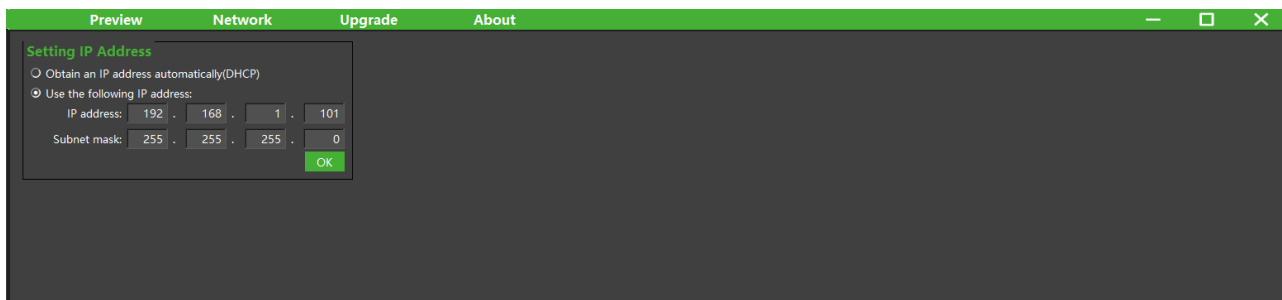 Preview Network Upgrade About
Setting IP Address
Obtain an IP address automatically(DHCP)
Use the following IP address:
IP address: 192 . 168 . 1 . 101
Subnet mask: 255 . 255 . 255 . 0
OK